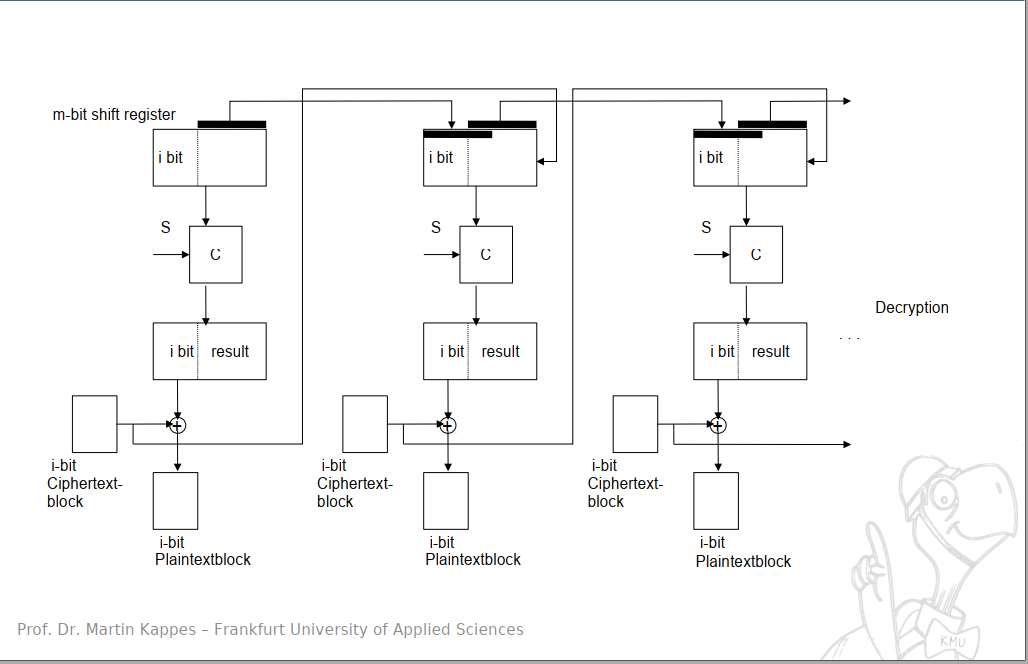 m-bit shift register
i bit
i bit
i bit
S
S
S
C
C
C
Decryption
. . .
i bit result
i bit result
i bit result
i-bit
Ciphertext-
block
i-bit
Ciphertext-
block
i-bit
Ciphertext-
block
i-bit
Plaintextblock
i-bit
Plaintextblock
i-bit
Plaintextblock
Prof. Dr. Martin Kappes – Frankfurt University of Applied Sciences
KMU